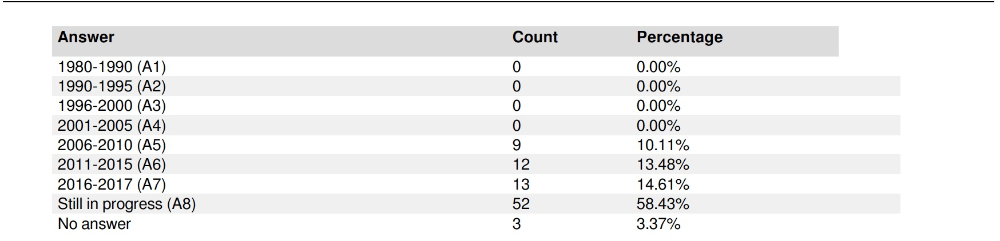 Answer Count Percentage
1980-1990 (A1) 0 0.00%
1990-1995 (A2) 0 0.00%
1996-2000 (A3) 0 0.00%
2001-2005 (A4) 0 0.00%
2006-2010 (A5) 9 10.11%
2011-2015 (A6) 12 13.48%
2016-2017 (A7) 13 14.61%
Still in progress (A8) 52 58.43%
No answer 3 3.37%